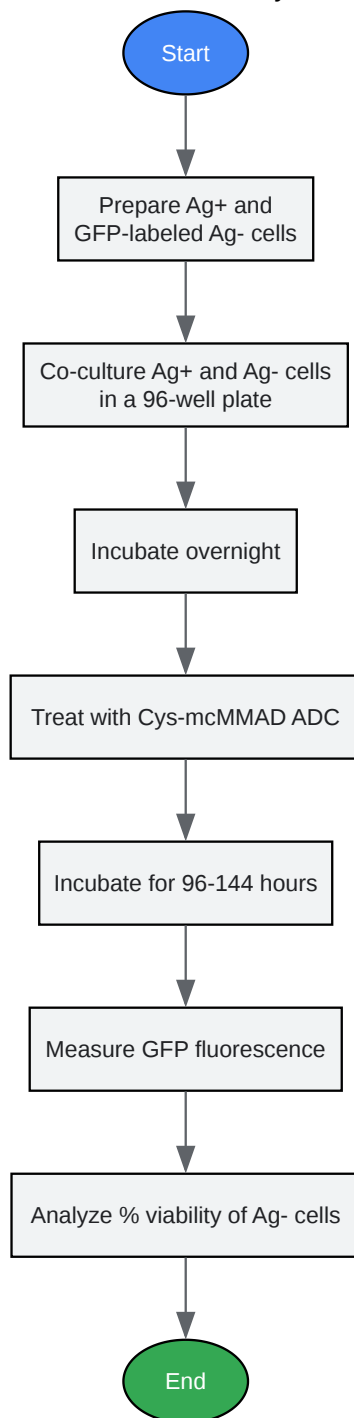 Start
Prepare Ag+ and
GFP-labeled Ag- cells
Co-culture Ag+ and Ag- cells
in a 96-well plate
Incubate overnight
Treat with Cys-mcMMAD ADC
Incubate for 96-144 hours
Measure GFP fluorescence
Analyze % viability of Ag- cells
End